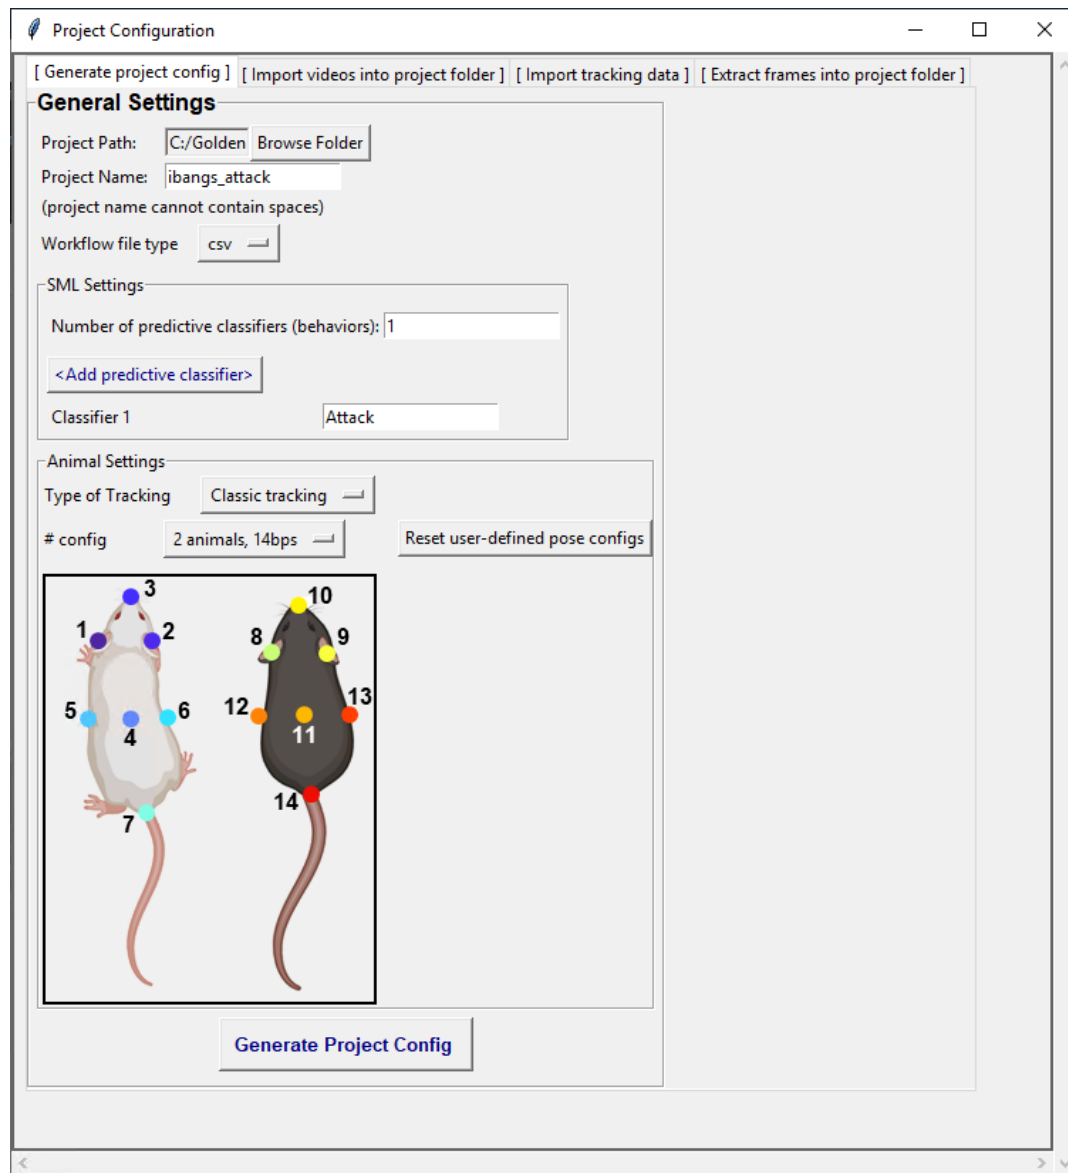 Project Configuration
[ Generate project config ] [ Import videos into project folder ] [ Import tracking data ] [ Extract frames into project folder ]
General Settings
Project Path: C:/Golden Browse Folder
Project Name: ibangs_attack
(project name cannot contain spaces)
Workflow file type csv
SML Settings
Number of predictive classifiers (behaviors): 1
<Add predictive classifier>
Classifier 1 Attack
Animal Settings
Type of Tracking Classic tracking
# config 2 animals, 14bps Reset user-defined pose configs
3 10
1 2 8 9
5 4 6 12 11 13
7 14
Generate Project Config